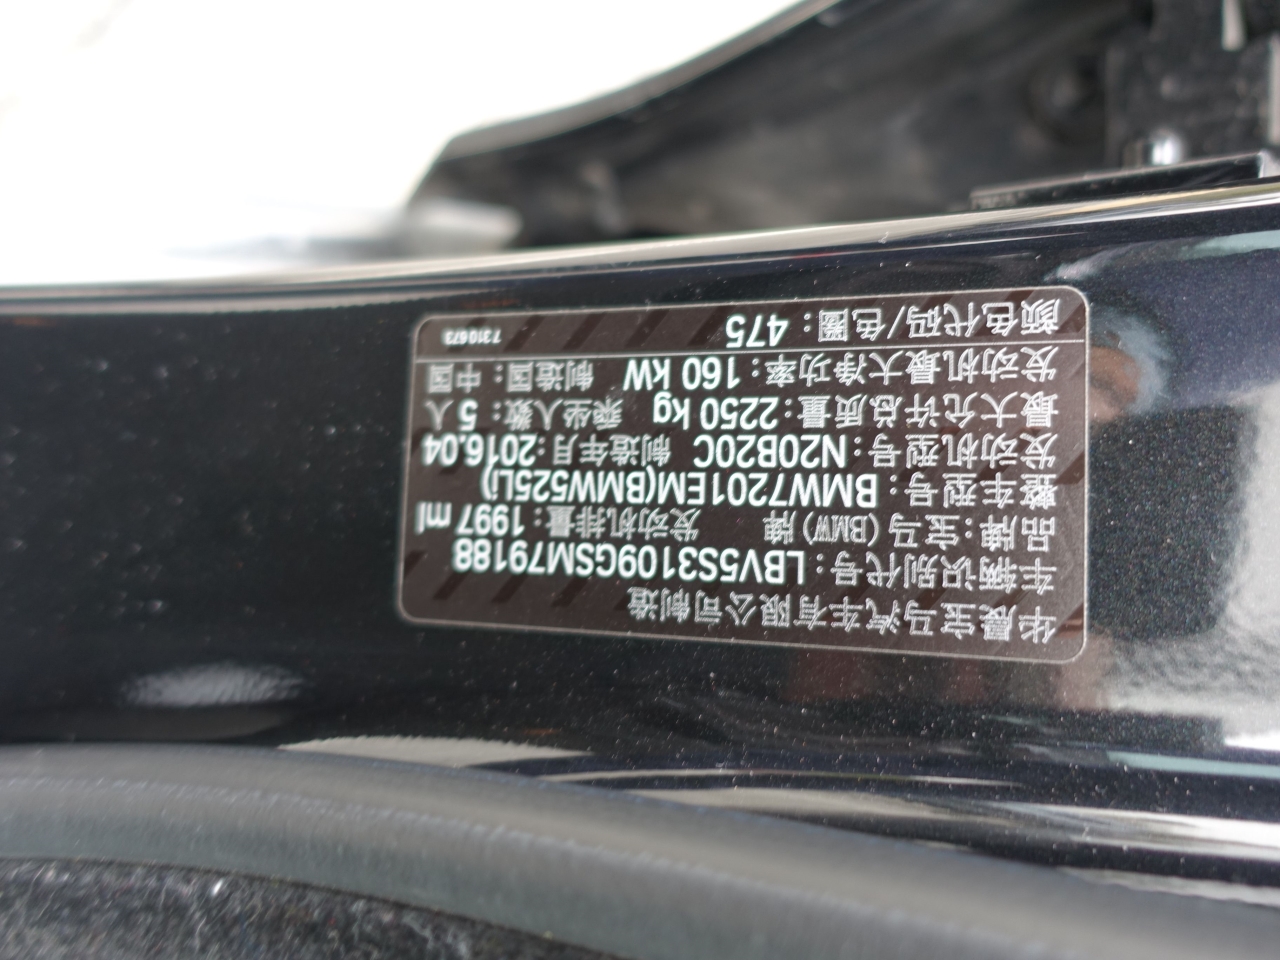 华晨宝马汽车有限公司制造
车辆识别代号：LBV5S3109GSM79188
品牌：宝马(BMW)牌 发动机排量：1997 ml
整车型号：BMW7201EM(BMW525Li)
发动机型号：N20B20C 制造年月：2016.04
最大允许总质量：2250 kg 乘坐人数：5 人
发动机最大净功率：160 kW 制造国：中国
颜色代码/色圈：475 7310673